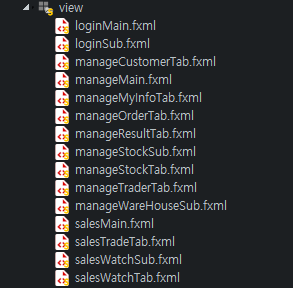 view
loginMain.fxml
loginSub.fxml
manageCustomerTab.fxml
manageMain.fxml
manageMyInfoTab.fxml
manageOrderTab.fxml
manageResultTab.fxml
manageStockSub.fxml
manageStockTab.fxml
manageTraderTab.fxml
manageWareHouseSub.fxml
salesMain.fxml
salesTradeTab.fxml
salesWatchSub.fxml
salesWatchTab.fxml